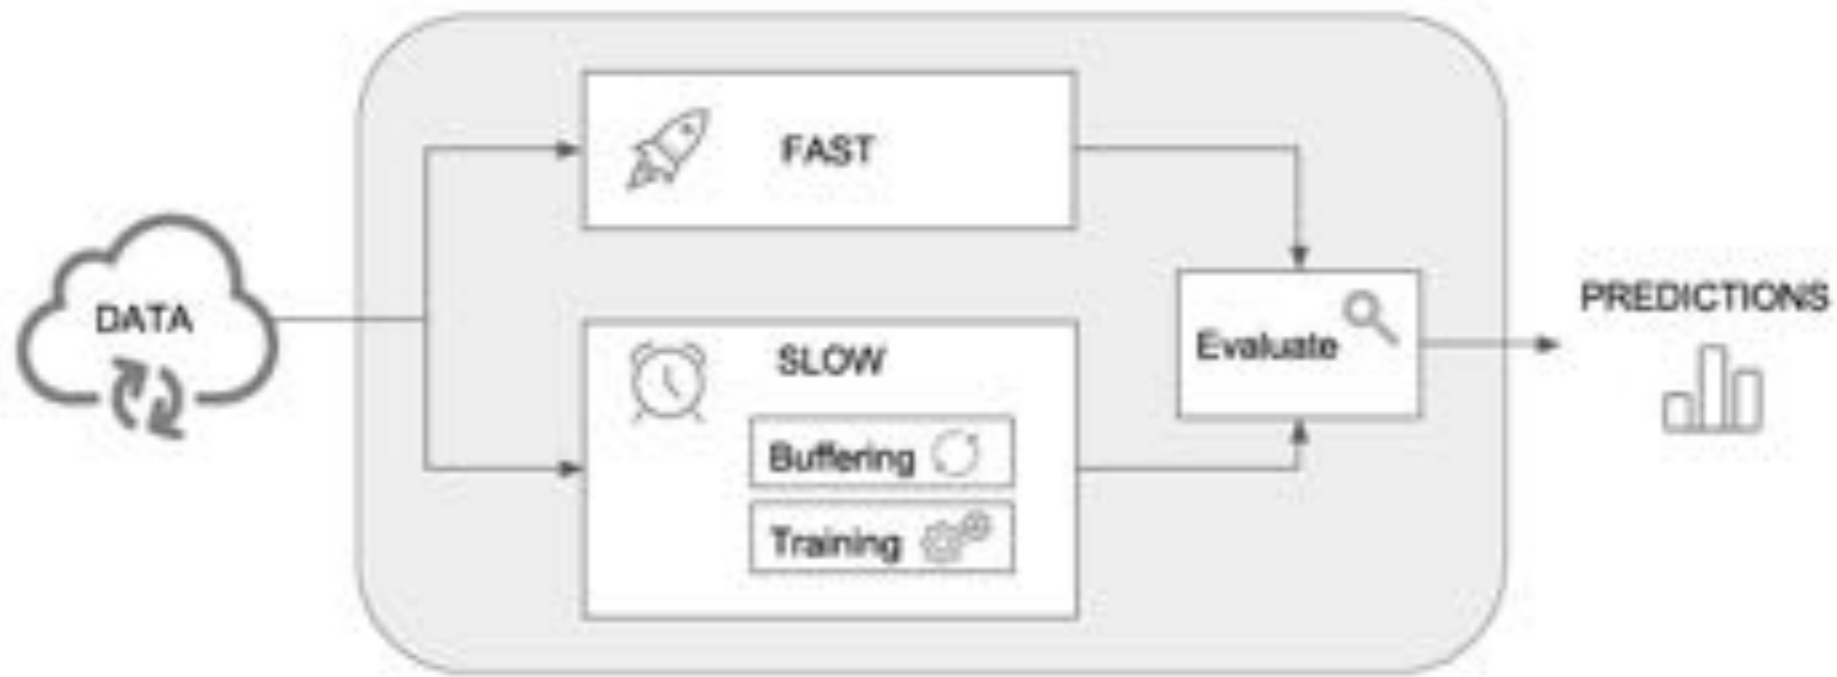 FAST
DATA
SLOW
Buffering
Training
Evaluate
PREDICTIONS